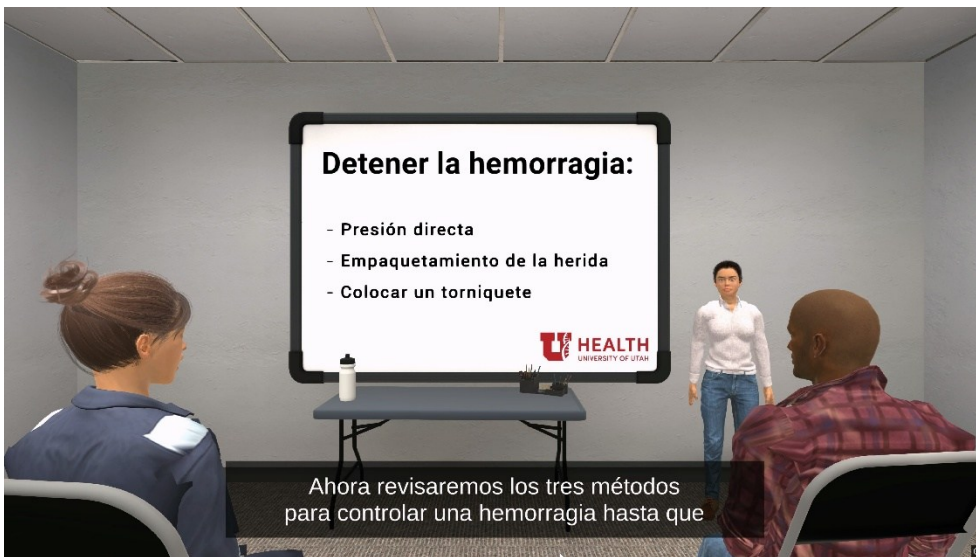 Detener la hemorragia:
- Presión directa
- Empaquetamiento de la herida
- Colocar un torniquete
U HEALTH
UNIVERSITY OF UTAH
Ahora revisaremos los tres métodos
para controlar una hemorragia hasta que